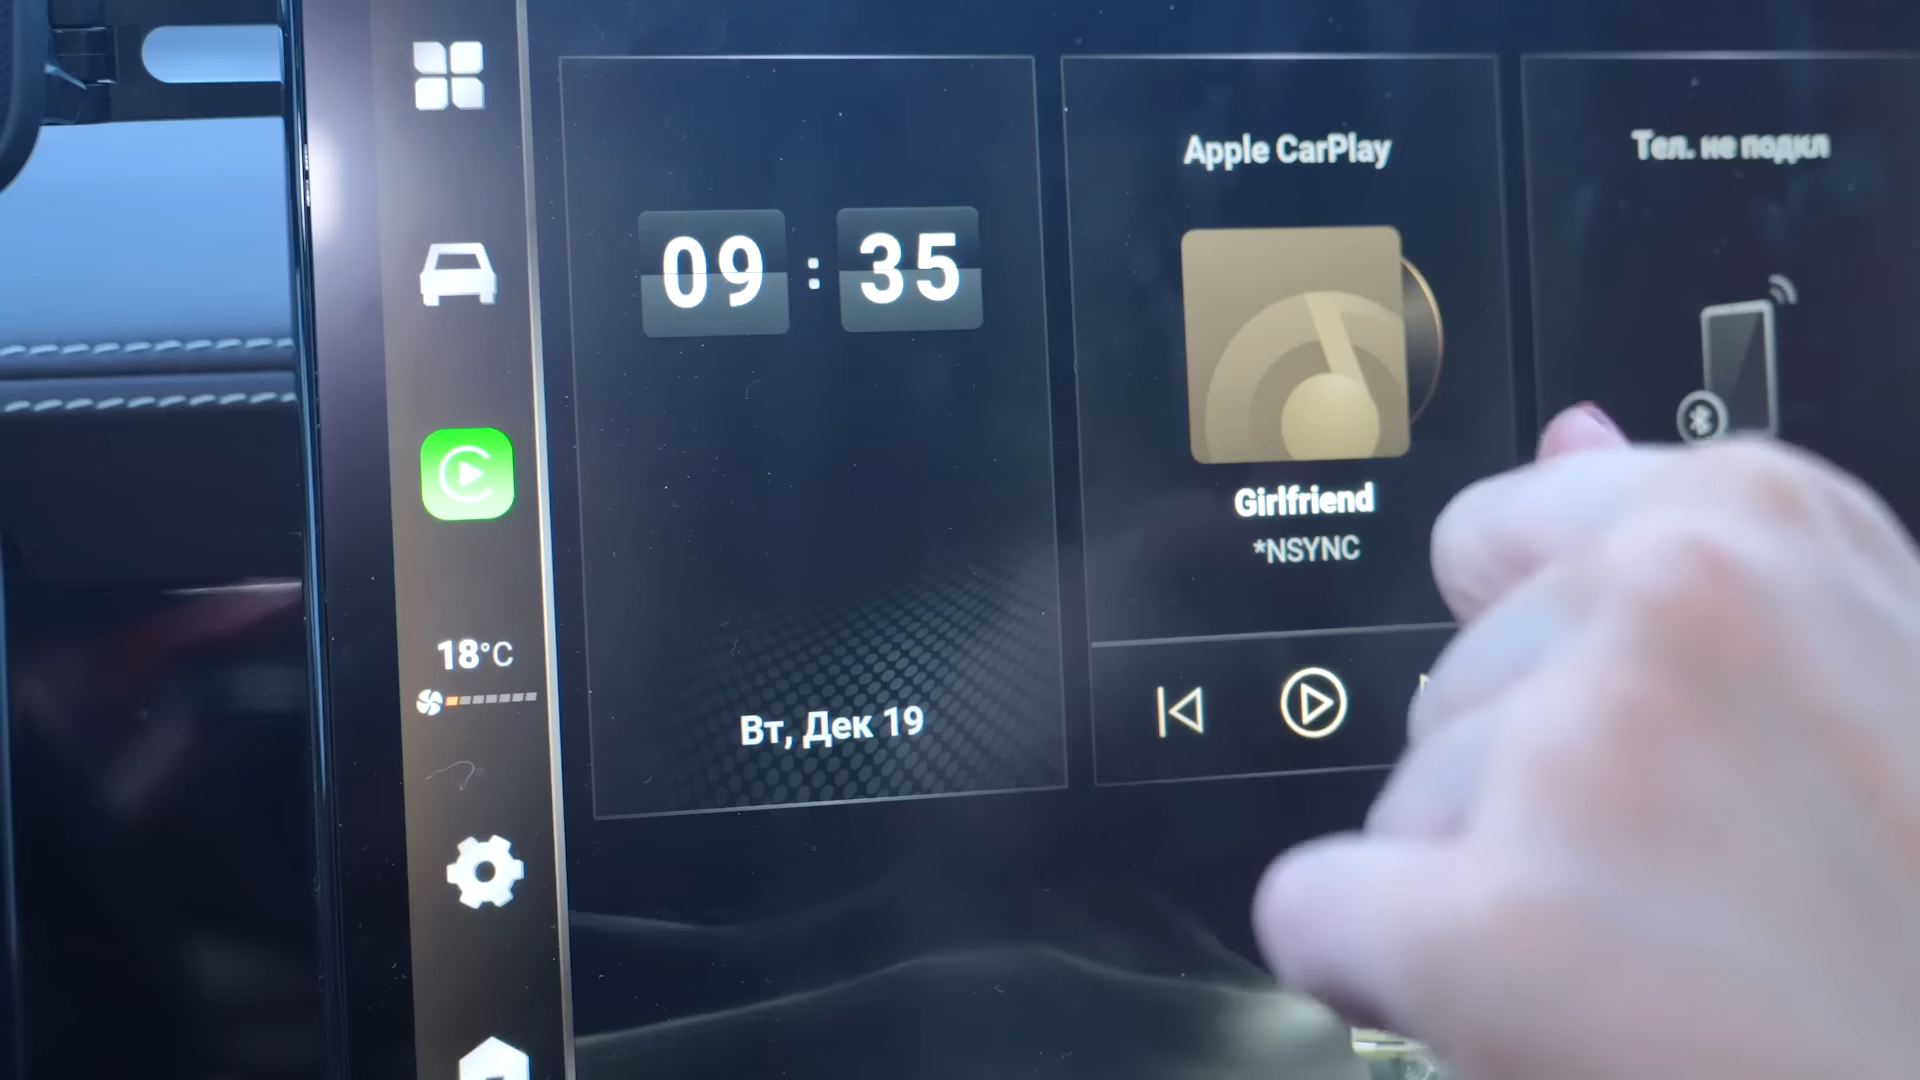 09 : 35
Вт, Дек 19
Apple CarPlay
Girlfriend
*NSYNC
Тел. не подкл
18°C